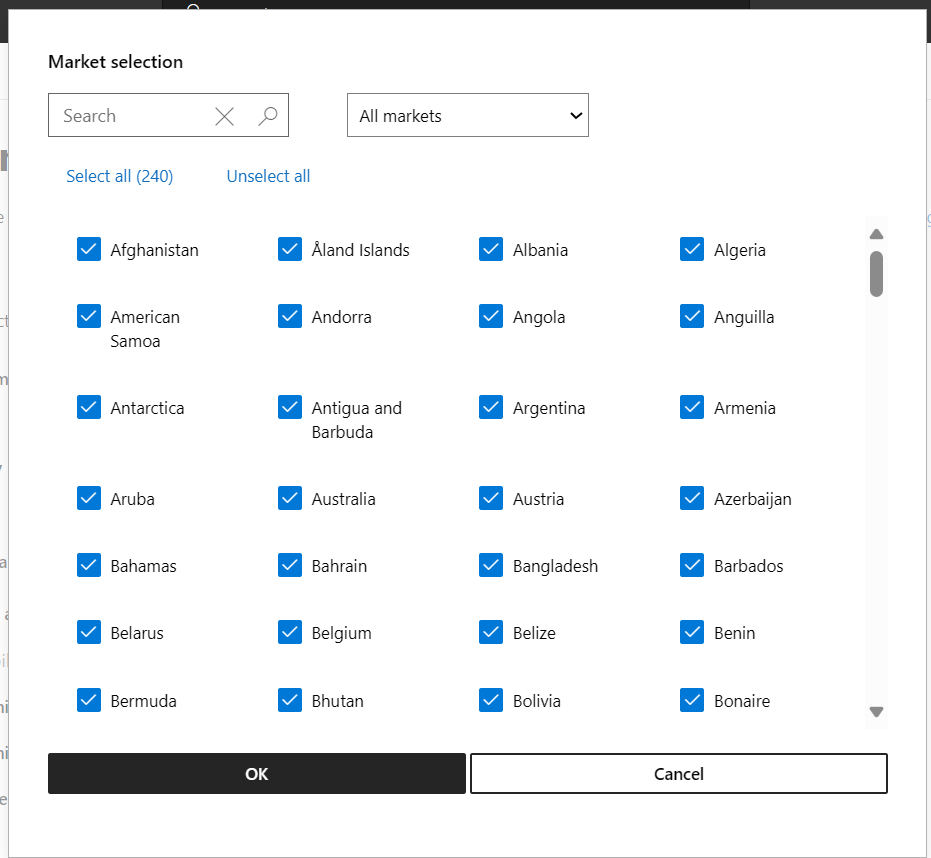 Market selection
Search
All markets
Select all (240)
Unselect all
Afghanistan
Åland Islands
Albania
Algeria
American
Samoa
Andorra
Angola
Anguilla
Antarctica
Antigua and
Barbuda
Argentina
Armenia
Aruba
Australia
Austria
Azerbaijan
Bahamas
Bahrain
Bangladesh
Barbados
Belarus
Belgium
Belize
Benin
Bermuda
Bhutan
Bolivia
Bonaire
OK
Cancel